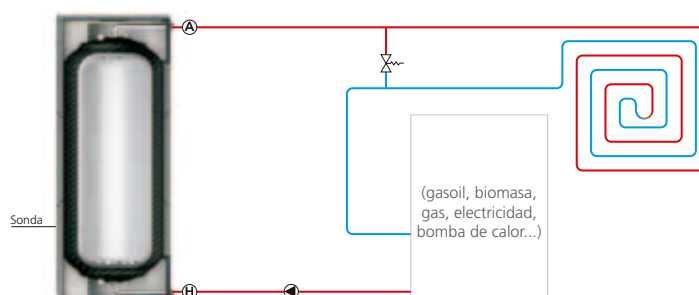 A
(gasoil, biomasa,
gas, electricidad,
bomba de calor...)
Sonda
H